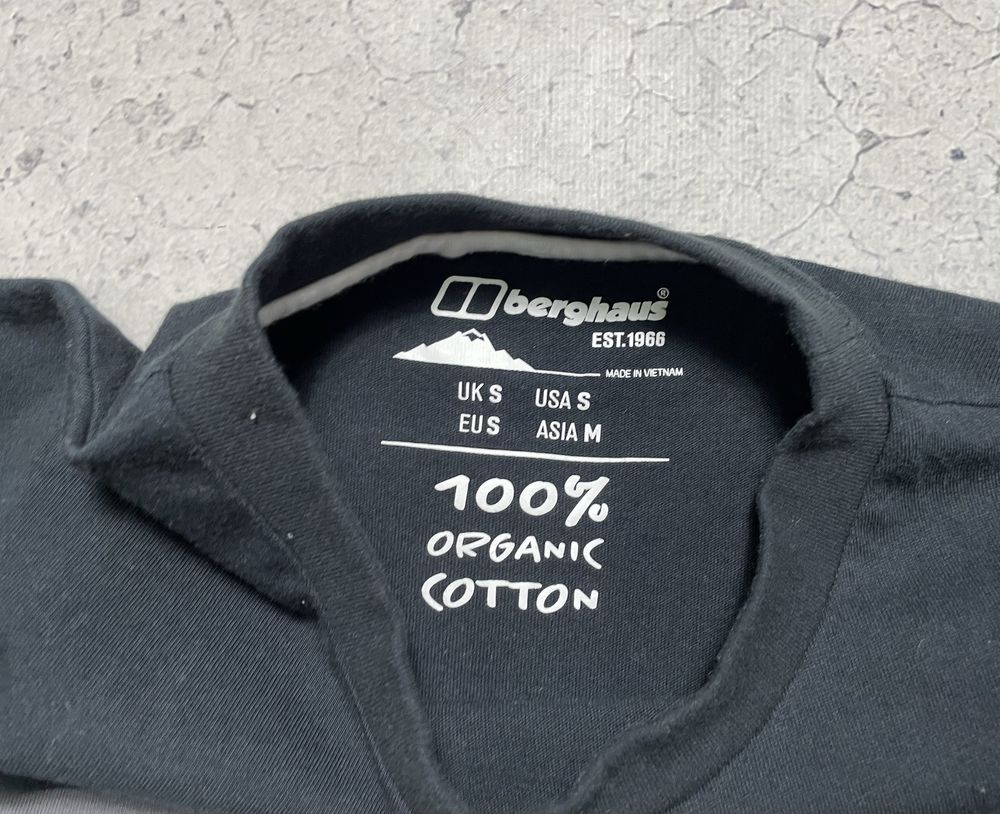 berghaus®
EST.1966
MADE IN VIETNAM
UK S USA S
EU S ASIA M
100%
ORGANIC
COTTON